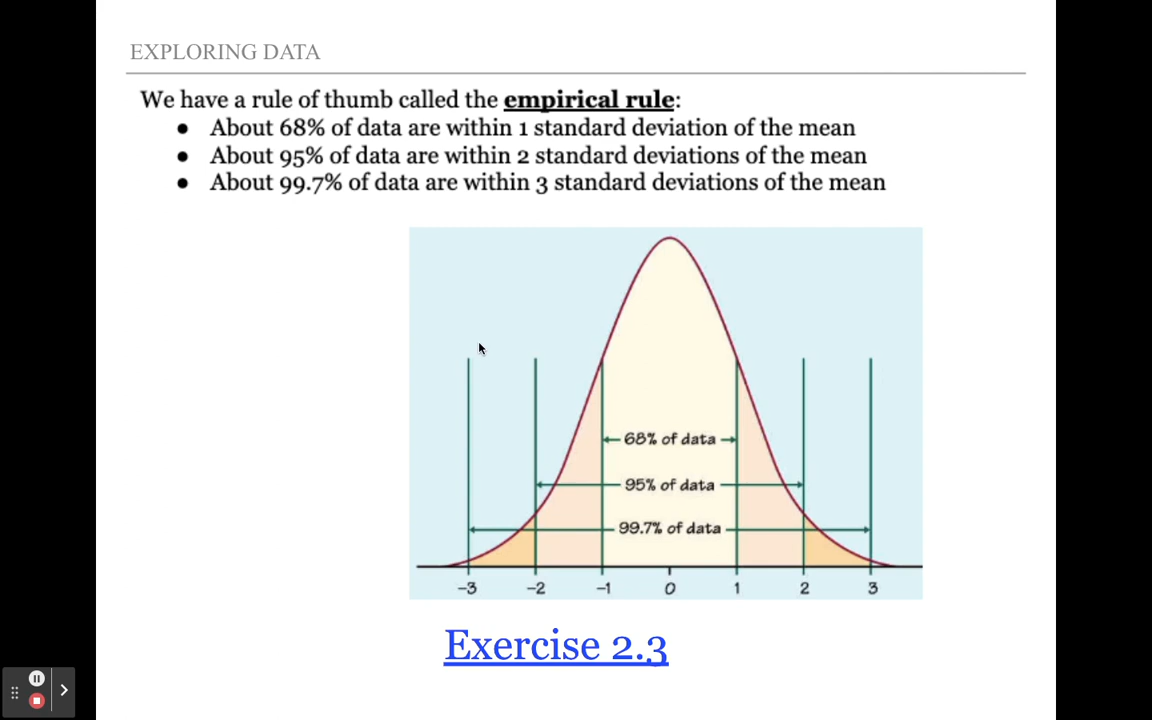 EXPLORING DATA
We have a rule of thumb called the empirical rule:
● About 68% of data are within 1 standard deviation of the mean
● About 95% of data are within 2 standard deviations of the mean
● About 99.7% of data are within 3 standard deviations of the mean
68% of data
95% of data
99.7% of data
−3 −2 −1 0 1 2 3
Exercise 2.3